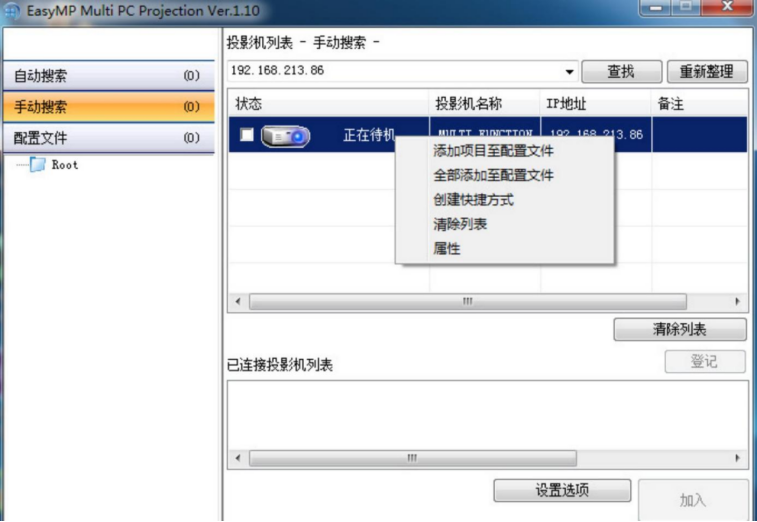 EasyMP Multi PC Projection Ver.1.10
投影机列表 - 手动搜索 -
192.168.213.86
查找
重新整理
自动搜索 (0)
手动搜索 (0)
配置文件 (0)
Root
状态 投影机名称 IP地址 备注
正在待机 MULTI FUNCTION 192.168.213.86
添加项目至配置文件
全部添加至配置文件
创建快捷方式
清除列表
属性
清除列表
登记
已连接投影机列表
设置选项
加入